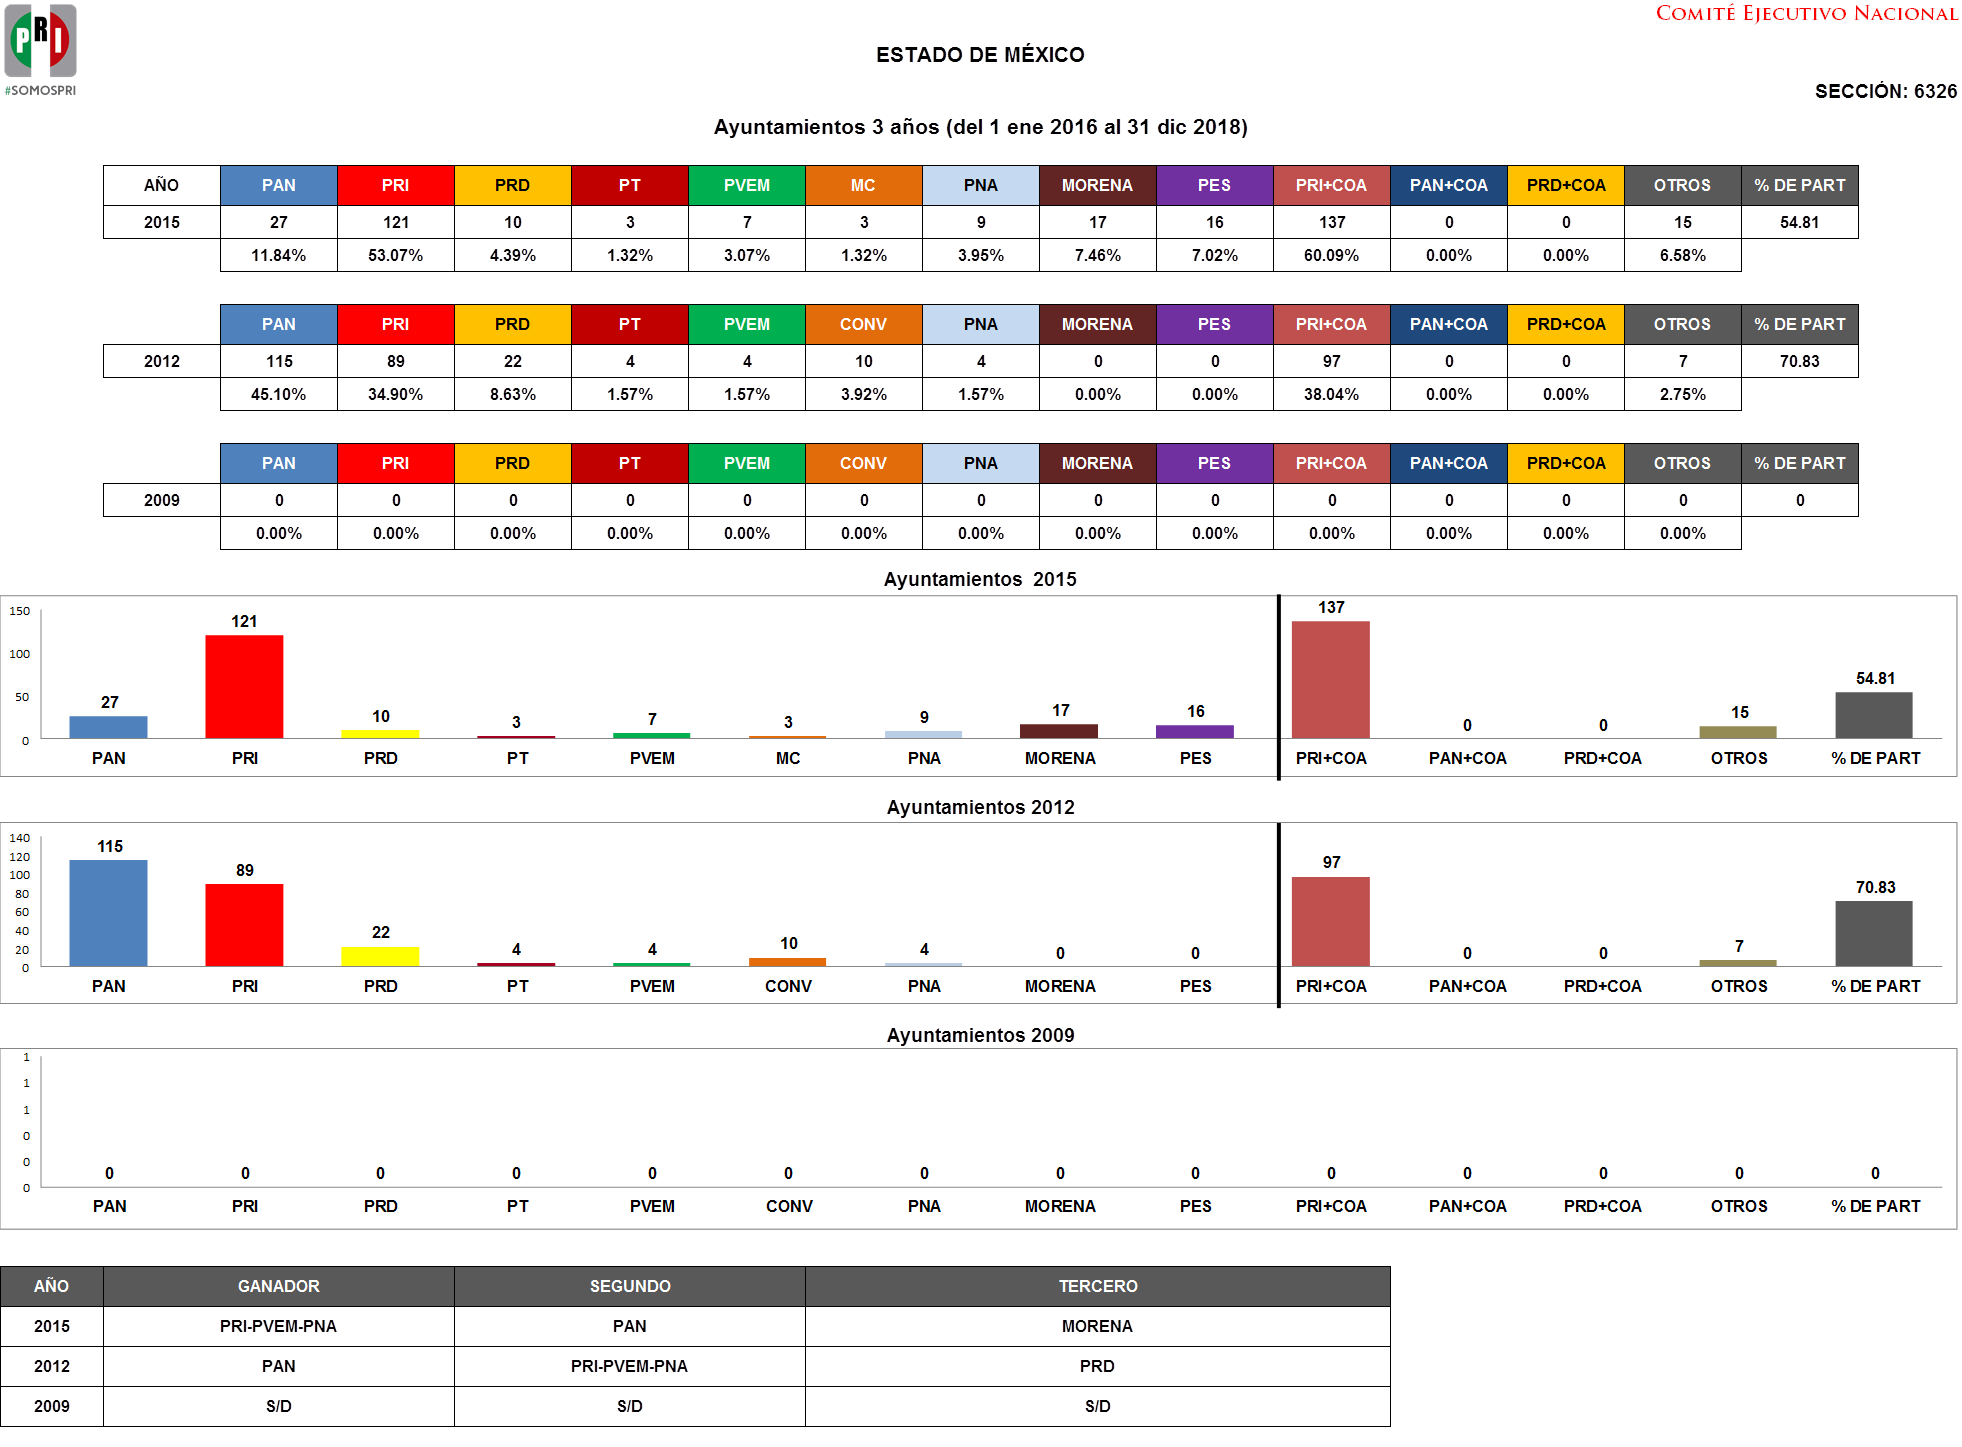 COMITÉ EJECUTIVO NACIONAL
PRI
#SOMOSPRI
ESTADO DE MÉXICO
SECCIÓN: 6326
Ayuntamientos 3 años (del 1 ene 2016 al 31 dic 2018)
AÑO PAN PRI PRD PT PVEM MC PNA MORENA PES PRI+COA PAN+COA PRD+COA OTROS % DE PART
2015 27 121 10 3 7 3 9 17 16 137 0 0 15 54.81
11.84% 53.07% 4.39% 1.32% 3.07% 1.32% 3.95% 7.46% 7.02% 60.09% 0.00% 0.00% 6.58%
PAN PRI PRD PT PVEM CONV PNA MORENA PES PRI+COA PAN+COA PRD+COA OTROS % DE PART
2012 115 89 22 4 4 10 4 0 0 97 0 0 7 70.83
45.10% 34.90% 8.63% 1.57% 1.57% 3.92% 1.57% 0.00% 0.00% 38.04% 0.00% 0.00% 2.75%
PAN PRI PRD PT PVEM CONV PNA MORENA PES PRI+COA PAN+COA PRD+COA OTROS % DE PART
2009 0 0 0 0 0 0 0 0 0 0 0 0 0 0
0.00% 0.00% 0.00% 0.00% 0.00% 0.00% 0.00% 0.00% 0.00% 0.00% 0.00% 0.00% 0.00%
Ayuntamientos 2015
150
100
50
0
27 121 10 3 7 3 9 17 16 137 0 0 15 54.81
PAN PRI PRD PT PVEM MC PNA MORENA PES PRI+COA PAN+COA PRD+COA OTROS % DE PART
Ayuntamientos 2012
140
120
100
80
60
40
20
0
115 89 22 4 4 10 4 0 0 97 0 0 7 70.83
PAN PRI PRD PT PVEM CONV PNA MORENA PES PRI+COA PAN+COA PRD+COA OTROS % DE PART
Ayuntamientos 2009
1
1
1
0
0
0
0 0 0 0 0 0 0 0 0 0 0 0 0 0
PAN PRI PRD PT PVEM CONV PNA MORENA PES PRI+COA PAN+COA PRD+COA OTROS % DE PART
AÑO GANADOR SEGUNDO TERCERO
2015 PRI-PVEM-PNA PAN MORENA
2012 PAN PRI-PVEM-PNA PRD
2009 S/D S/D S/D